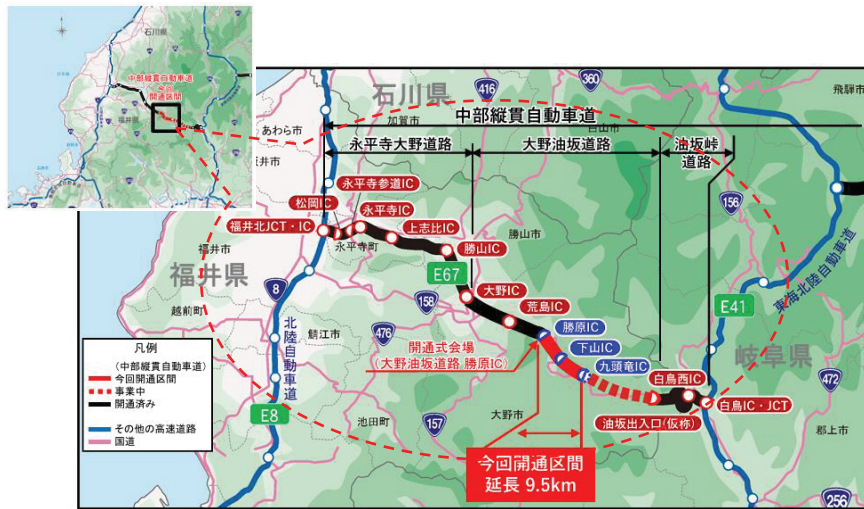 石川県
中部縦貫自動車道
今回
開通区間
福井県
416
360
石川県
加賀市
白山市
飛騨市
あわら市
中部縦貫自動車道
永平寺大野道路
大野油坂道路
油坂峠
道路
156
永平寺参道IC
松岡IC
永平寺IC
福井北JCT・IC
上志比IC
福井市
永平寺町
勝山IC
勝山市
福井県
8
E67
158
大野IC
荒島IC
越前町
476
鯖江市
北陸自動車道
開通式会場
(大野油坂道路 勝原IC)
勝原IC
下山IC
九頭竜IC
E41
東海北陸自動車道
岐阜県
472
白鳥西IC
白鳥IC・JCT
油坂出入口(仮称)
郡上市
大野市
157
池田町
E8
凡例
(中部縦貫自動車道)
今回開通区間
事業中
開通済み
その他の高速道路
国道
今回開通区間
延長 9.5km
256